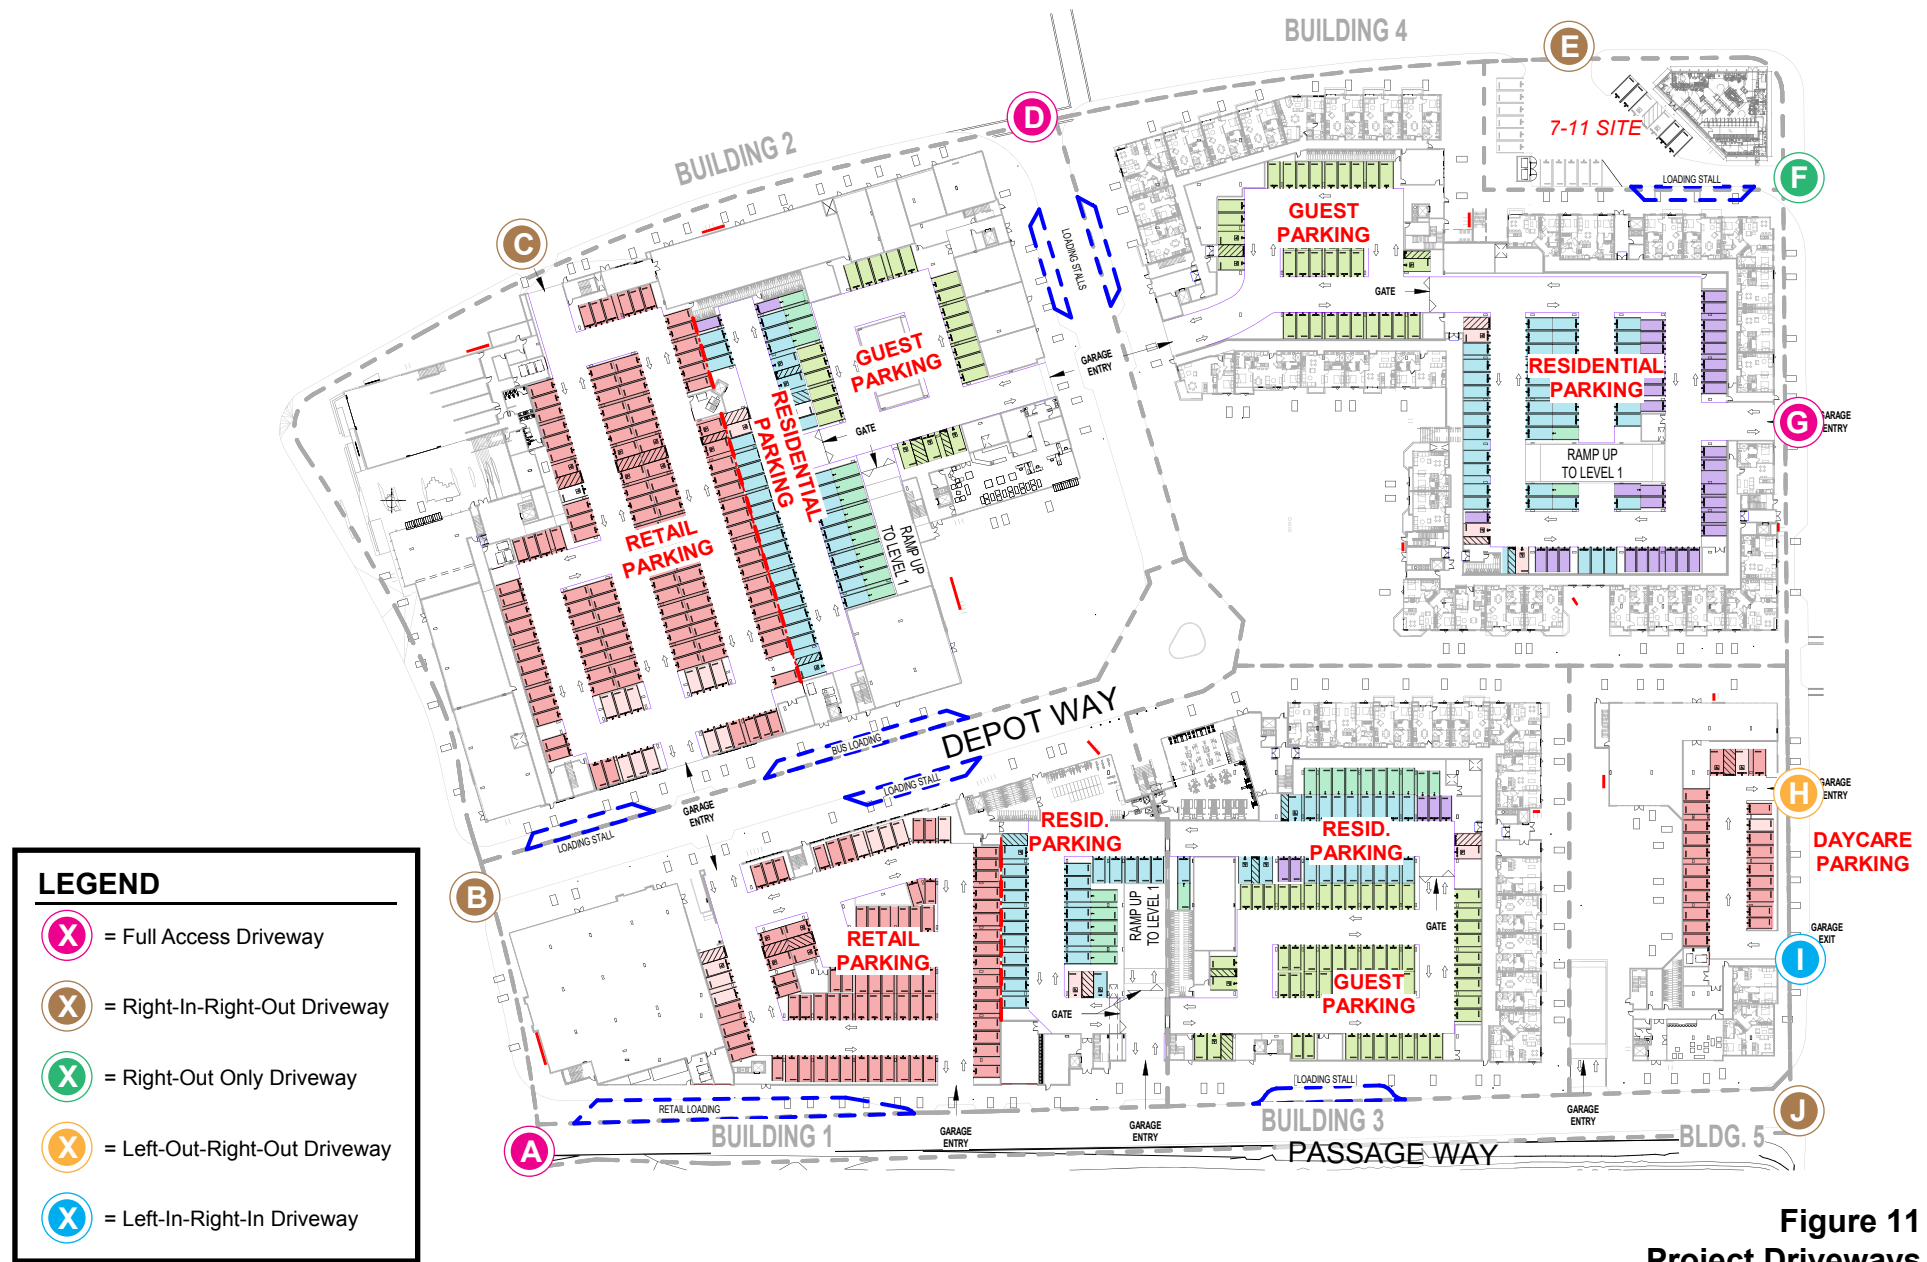 BUILDING 4
E
D
7-11 SITE
BUILDING 2
LOADING STALL
F
GUEST
PARKING
C
LOADING STALLS
GATE
GUEST
PARKING
GARAGE
ENTRY
RESIDENTIAL
PARKING
RESIDENTIAL
PARKING
GATE
G
GARAGE
ENTRY
RAMP UP
TO LEVEL 1
RETAIL
PARKING
RAMP UP
TO LEVEL 1
DEPOT WAY
BUS LOADING
LOADING STALL
GARAGE
ENTRY
LOADING STALL
H
GARAGE
ENTRY
RESID.
PARKING
RESID.
PARKING
DAYCARE
PARKING
B
RAMP UP
TO LEVEL 1
GATE
GARAGE
EXIT
RETAIL
PARKING
I
GUEST
PARKING
GATE
LOADING STALL
RETAIL LOADING
BUILDING 1
GARAGE
ENTRY
GARAGE
ENTRY
BUILDING 3
GARAGE
ENTRY
BLDG. 5
J
A
PASSAGE WAY
LEGEND
X = Full Access Driveway
X = Right-In-Right-Out Driveway
X = Right-Out Only Driveway
X = Left-Out-Right-Out Driveway
X = Left-In-Right-In Driveway
Figure 11
Project Driveways